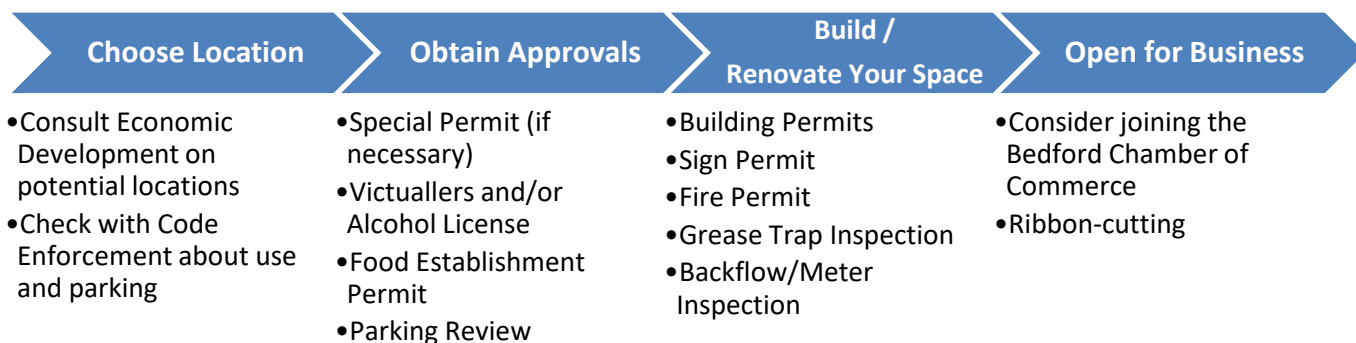 Choose Location
Obtain Approvals
Build /
Renovate Your Space
Open for Business
•Consult Economic
Development on
potential locations
•Check with Code
Enforcement about use
and parking
•Special Permit (if
necessary)
•Victuallers and/or
Alcohol License
•Food Establishment
Permit
•Parking Review
•Building Permits
•Sign Permit
•Fire Permit
•Grease Trap Inspection
•Backflow/Meter
Inspection
•Consider joining the
Bedford Chamber of
Commerce
•Ribbon-cutting